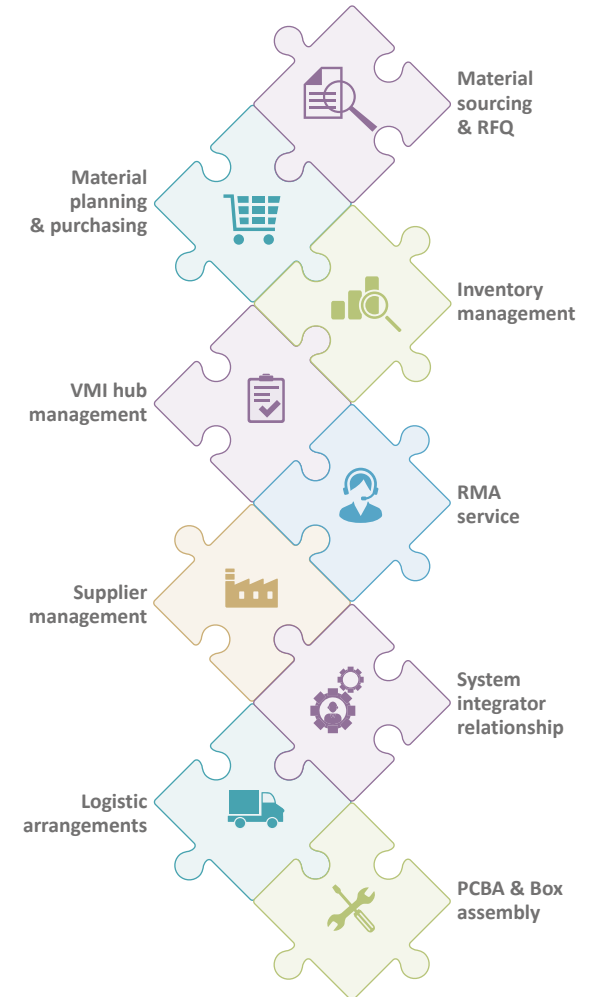 Material
sourcing
& RFQ
Material
planning
& purchasing
Inventory
management
VMI hub
management
RMA
service
Supplier
management
System
integrator
relationship
Logistic
arrangements
PCBA & Box
assembly